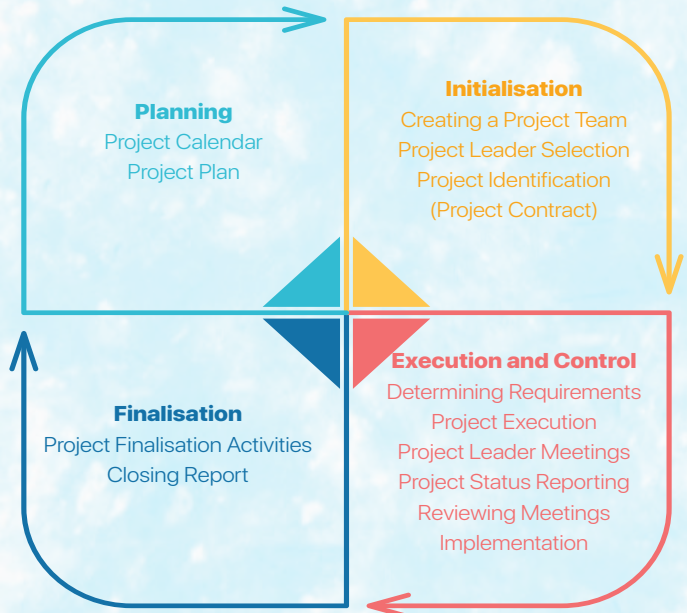 Planning
Project Calendar
Project Plan
Initialisation
Creating a Project Team
Project Leader Selection
Project Identification
(Project Contract)
Finalisation
Project Finalisation Activities
Closing Report
Execution and Control
Determining Requirements
Project Execution
Project Leader Meetings
Project Status Reporting
Reviewing Meetings
Implementation